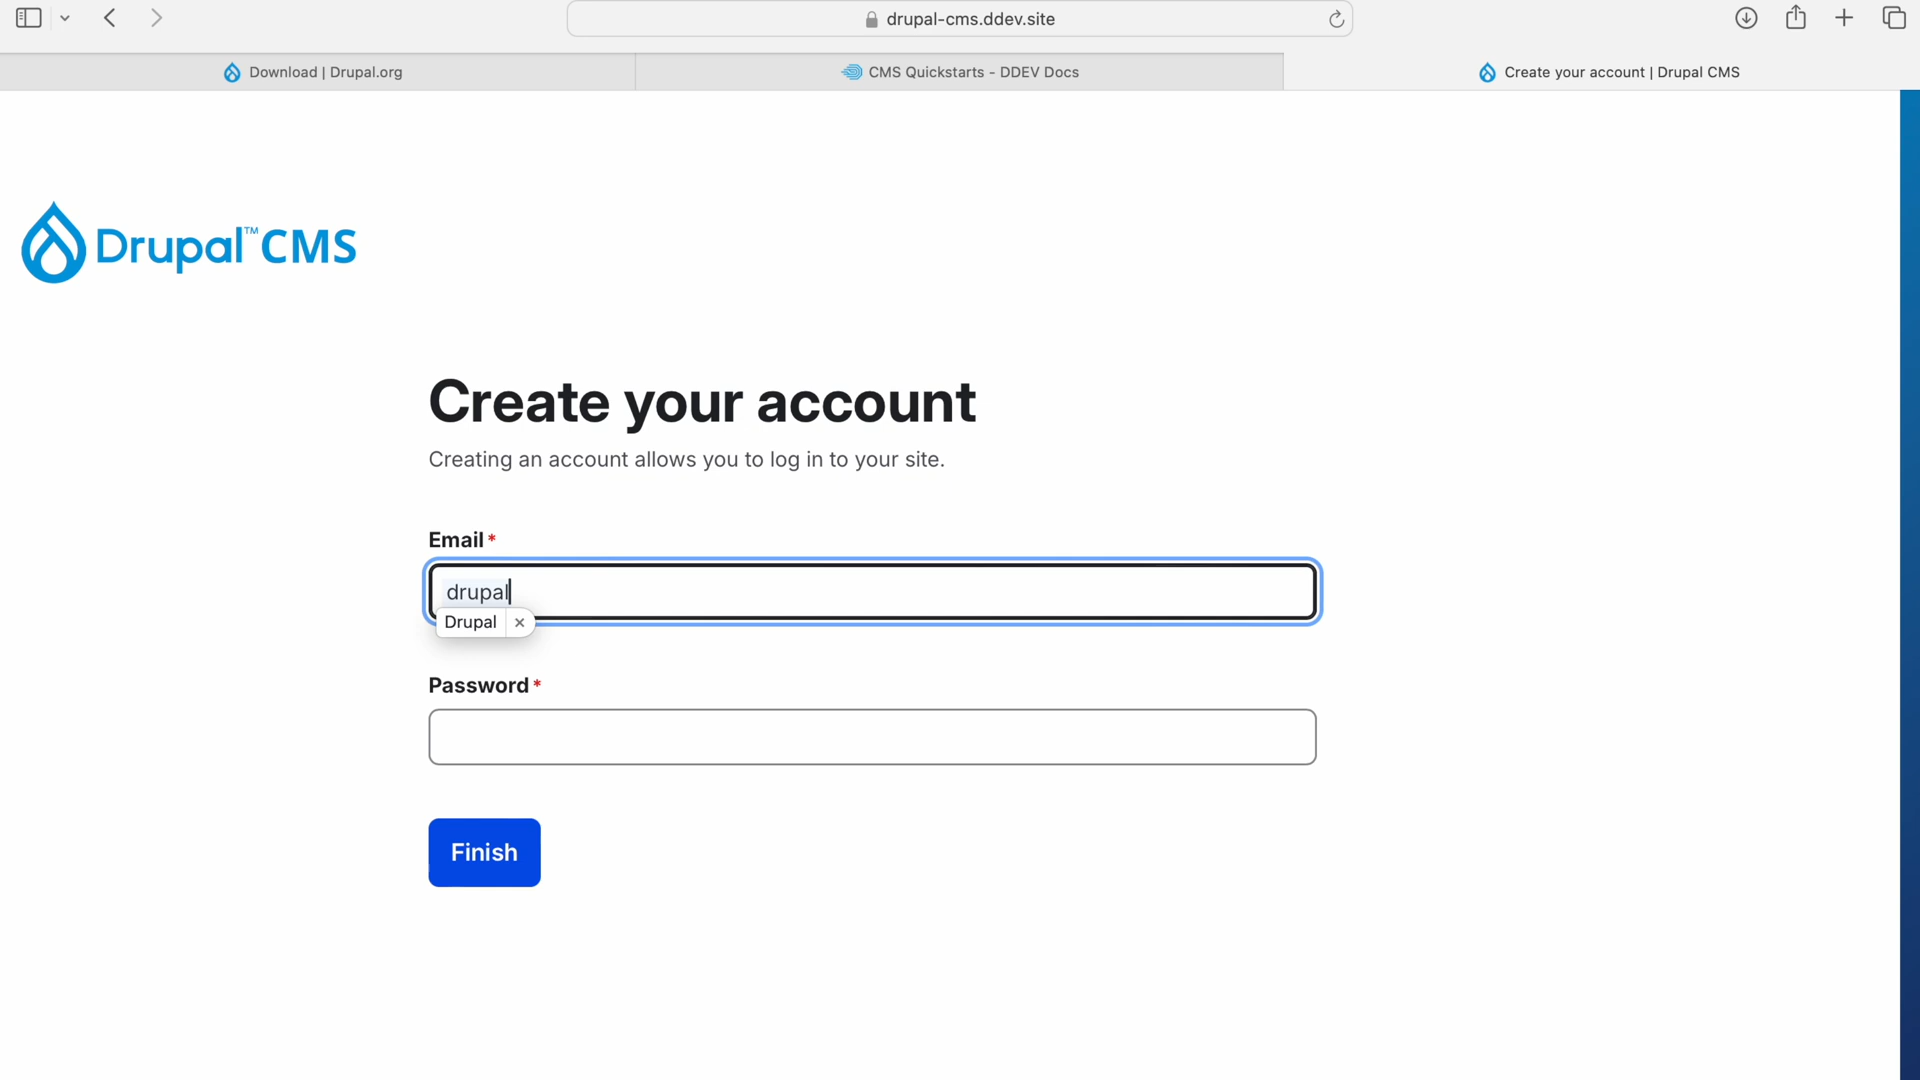 drupal-cms.ddev.site
Download | Drupal.org
CMS Quickstarts - DDEV Docs
Create your account | Drupal CMS
Drupal™ CMS
Create your account
Creating an account allows you to log in to your site.
Email *
drupal
Drupal ×
Password *
Finish